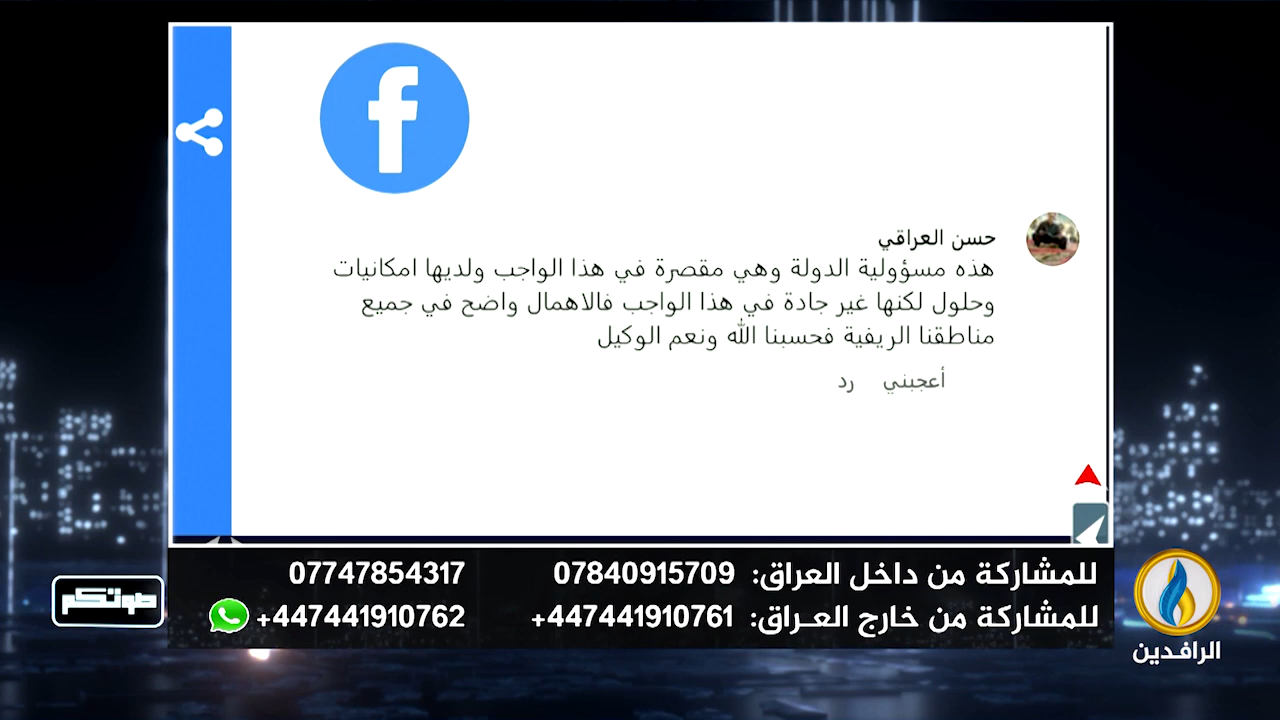 حسن العراقي
هذه مسؤولية الدولة وهي مقصرة في هذا الواجب ولديها امكانيات
وحلول لكنها غير جادة في هذا الواجب فالاهمال واضح في جميع
مناطقنا الريفية فحسبنا الله ونعم الوكيل
أعجبني رد
للمشاركة من داخل العراق: 07840915709 07747854317
للمشاركة من خارج العـراق: 447441910761+ 447441910762+
صوتكم
الرافدين